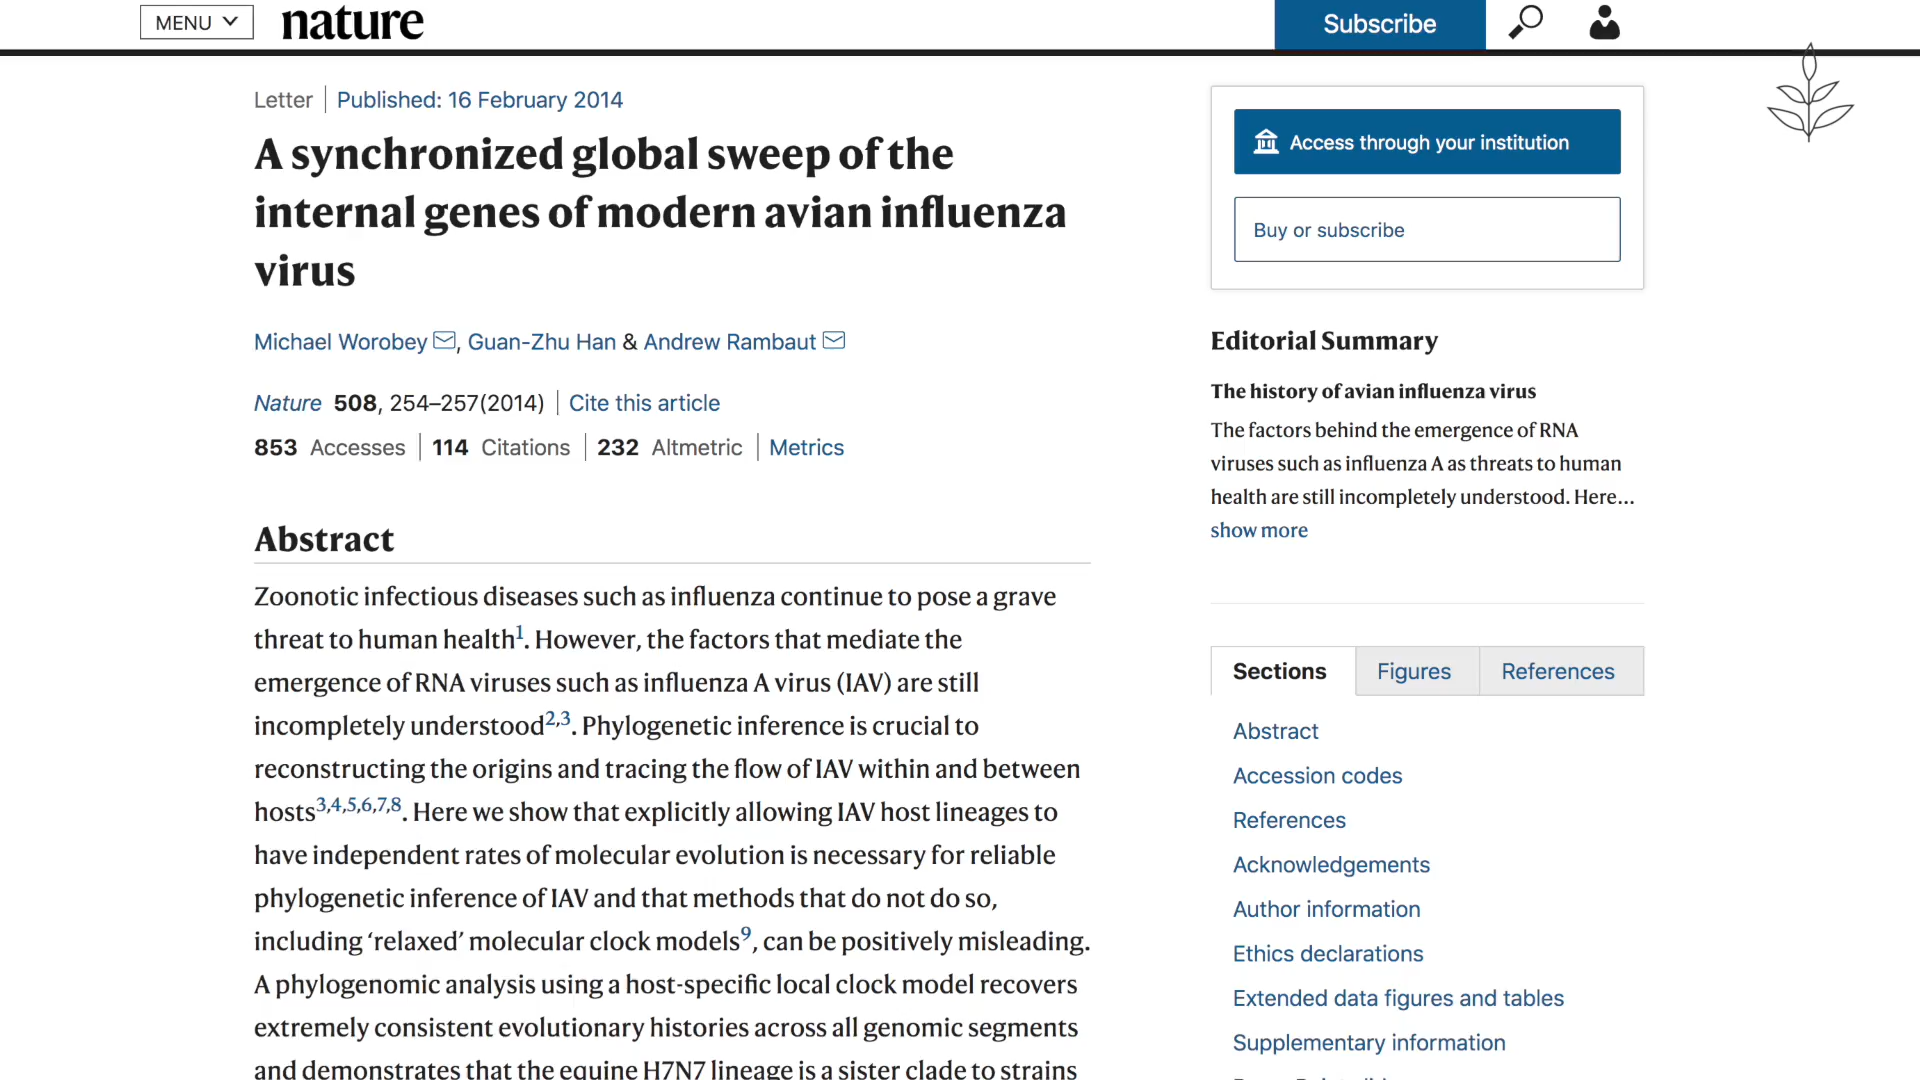 MENU
nature
Subscribe
Letter
Published: 16 February 2014
A synchronized global sweep of the
internal genes of modern avian influenza
virus
Michael Worobey, Guan-Zhu Han & Andrew Rambaut
Nature 508, 254–257(2014)
Cite this article
853 Accesses
114 Citations
232 Altmetric
Metrics
Abstract
Zoonotic infectious diseases such as influenza continue to pose a grave
threat to human health1. However, the factors that mediate the
emergence of RNA viruses such as influenza A virus (IAV) are still
incompletely understood2,3. Phylogenetic inference is crucial to
reconstructing the origins and tracing the flow of IAV within and between
hosts3,4,5,6,7,8. Here we show that explicitly allowing IAV host lineages to
have independent rates of molecular evolution is necessary for reliable
phylogenetic inference of IAV and that methods that do not do so,
including ‘relaxed’ molecular clock models9, can be positively misleading.
A phylogenomic analysis using a host-specific local clock model recovers
extremely consistent evolutionary histories across all genomic segments
and demonstrates that the equine H7N7 lineage is a sister clade to strains
Access through your institution
Buy or subscribe
Editorial Summary
The history of avian influenza virus
The factors behind the emergence of RNA
viruses such as influenza A as threats to human
health are still incompletely understood. Here...
show more
Sections
Figures
References
Abstract
Accession codes
References
Acknowledgements
Author information
Ethics declarations
Extended data figures and tables
Supplementary information